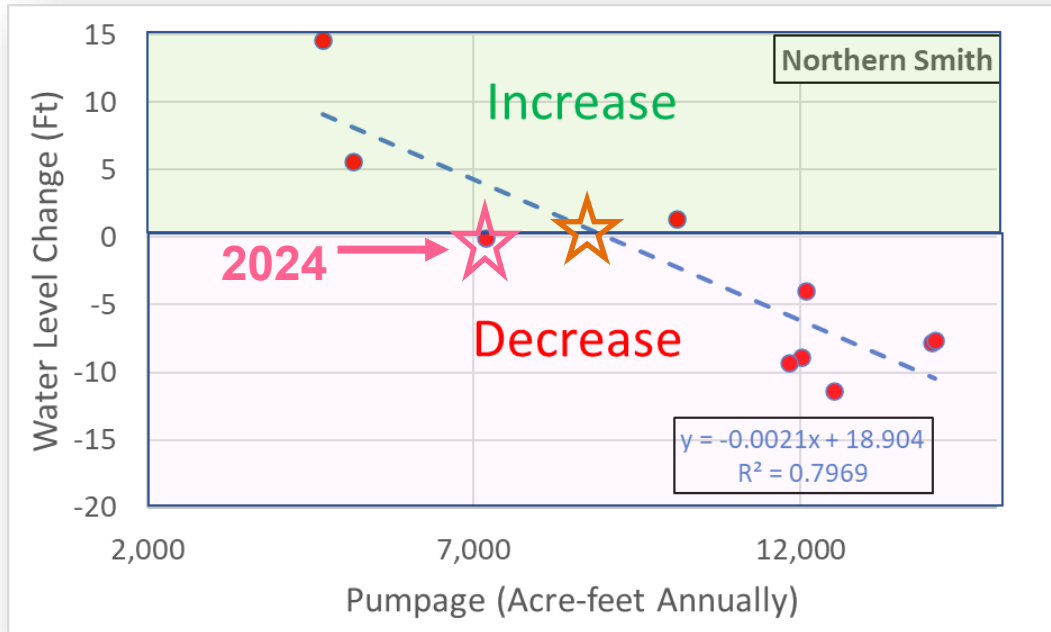 Northern Smith
Increase
Water Level Change (Ft)
15
10
5
0
-5
-10
-15
-20
2024
Decrease
y = -0.0021x + 18.904
R² = 0.7969
2,000
7,000
12,000
Pumpage (Acre-feet Annually)